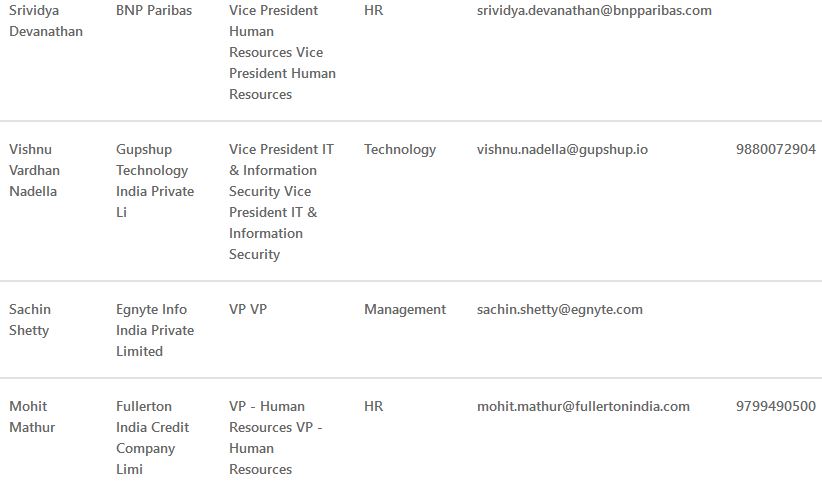 Srividya BNP Paribas Vice President HR srividya.devanathan@bnpparibas.com
Devanathan Human
Resources Vice
President Human
Resources
Vishnu Gupshup Vice President IT Technology vishnu.nadella@gupshup.io 9880072904
Vardhan Technology & Information
Nadella India Private Security Vice
Li President IT &
Information
Security
Sachin Egnyte Info VP VP Management sachin.shetty@egnyte.com
Shetty India Private
Limited
Mohit Fullerton VP - Human HR mohit.mathur@fullertonindia.com 9799490500
Mathur India Credit Resources VP -
Company Human
Limi Resources